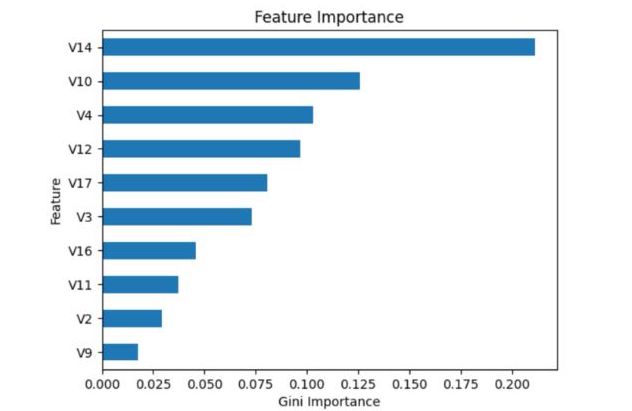 Feature Importance
Feature
V14
V10
V4
V12
V17
V3
V16
V11
V2
V9
0.000 0.025 0.050 0.075 0.100 0.125 0.150 0.175 0.200
Gini Importance